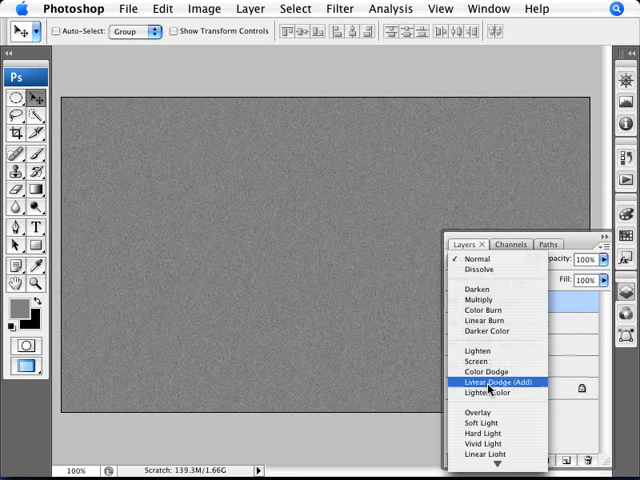 Photoshop File Edit Image Layer Select Filter Analysis View Window Help
Auto-Select: Group Show Transform Controls
Ps
Layers × Channels Paths
✓ Normal
Opacity: 100%
Dissolve
Fill: 100%
Darken
Multiply
Color Burn
Linear Burn
Darker Color
Lighten
Screen
Color Dodge
Linear Dodge (Add)
Lighter Color
Overlay
Soft Light
Hard Light
Vivid Light
Linear Light
T
100% Scratch: 139.3M/1.66G